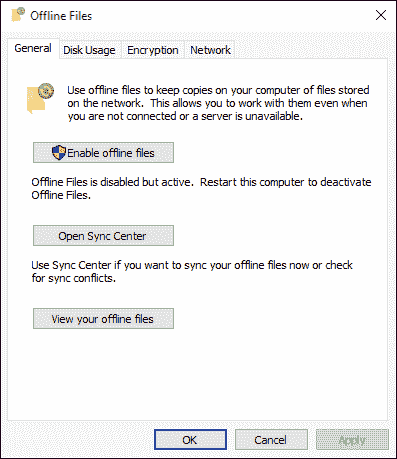 Offline Files
General Disk Usage Encryption Network
Use offline files to keep copies on your computer of files stored
on the network. This allows you to work with them even when
you are not connected or a server is unavailable.
Enable offline files
Offline Files is disabled but active. Restart this computer to deactivate
Offline Files.
Open Sync Center
Use Sync Center if you want to sync your offline files now or check
for sync conflicts.
View your offline files
OK Cancel Apply